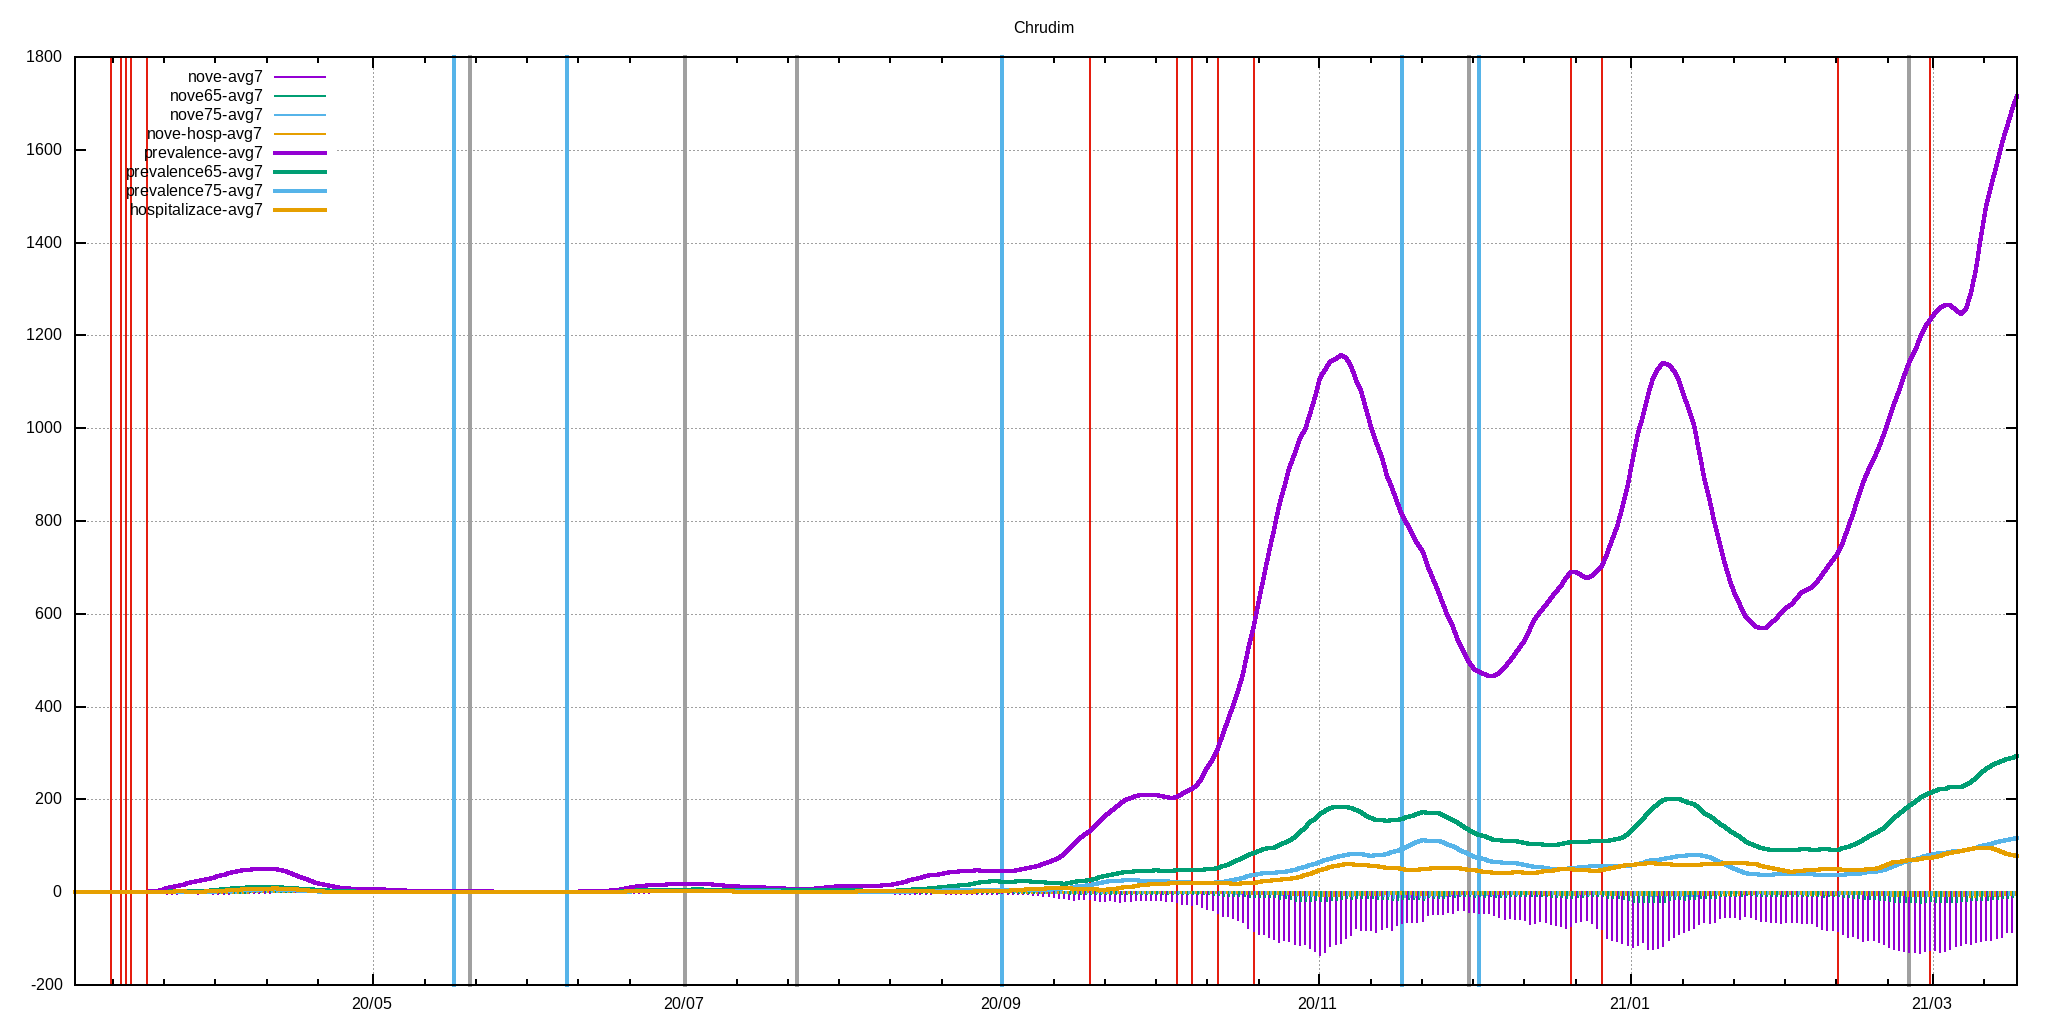 Chrudim
1800
1600
1400
1200
1000
800
600
400
200
0
-200
nove-avg7
nove65-avg7
nove75-avg7
nove-hosp-avg7
prevalence-avg7
prevalence65-avg7
prevalence75-avg7
hospitalizace-avg7
20/05
20/07
20/09
20/11
21/01
21/03